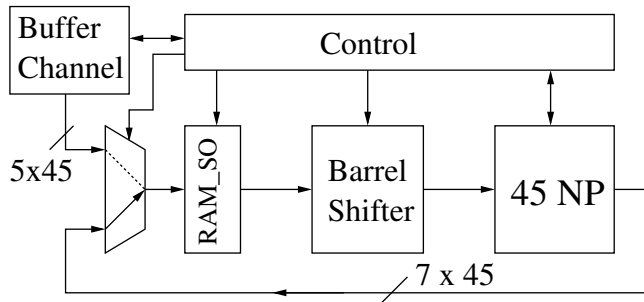 Buffer
Channel
Control
5x45
RAM_SO
Barrel
Shifter
45 NP
7 x 45